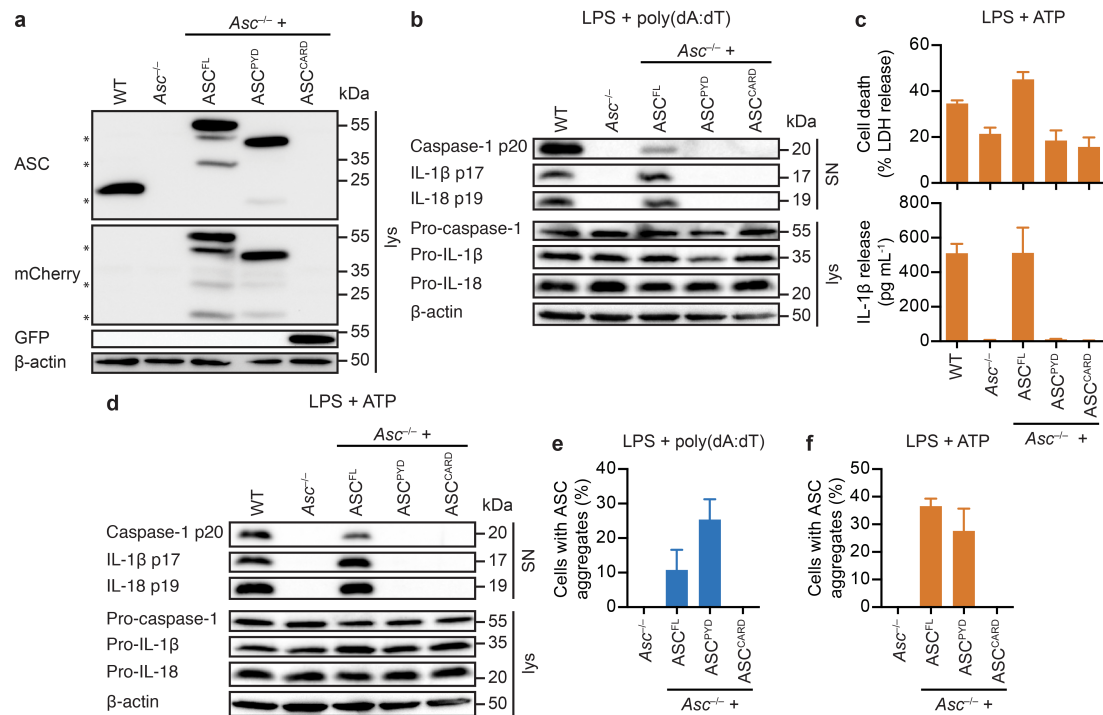 a
Asc–/– +
WT
Asc–/–
ASCFL
ASCPYD
ASCCARD
kDa
ASC
*
*
*
55
35
25
mCherry
*
*
*
55
35
25
GFP
55
β-actin
50
lys
b
LPS + poly(dA:dT)
Asc–/– +
WT
Asc–/–
ASCFL
ASCPYD
ASCCARD
kDa
Caspase-1 p20
20
IL-1β p17
17
IL-18 p19
19
SN
Pro-caspase-1
55
Pro-IL-1β
35
Pro-IL-18
20
β-actin
50
lys
c
LPS + ATP
Cell death
(% LDH release)
60
40
20
0
IL-1β release
(pg mL–1)
800
600
400
200
0
WT
Asc–/–
ASCFL
ASCPYD
ASCCARD
Asc–/– +
d
LPS + ATP
Asc–/– +
WT
Asc–/–
ASCFL
ASCPYD
ASCCARD
kDa
Caspase-1 p20
20
IL-1β p17
17
IL-18 p19
19
SN
Pro-caspase-1
55
Pro-IL-1β
35
Pro-IL-18
20
β-actin
50
lys
e
LPS + poly(dA:dT)
Cells with ASC
aggregates (%)
40
30
20
10
0
Asc–/–
ASCFL
ASCPYD
ASCCARD
Asc–/– +
f
LPS + ATP
Cells with ASC
aggregates (%)
50
40
30
20
10
0
Asc–/–
ASCFL
ASCPYD
ASCCARD
Asc–/– +